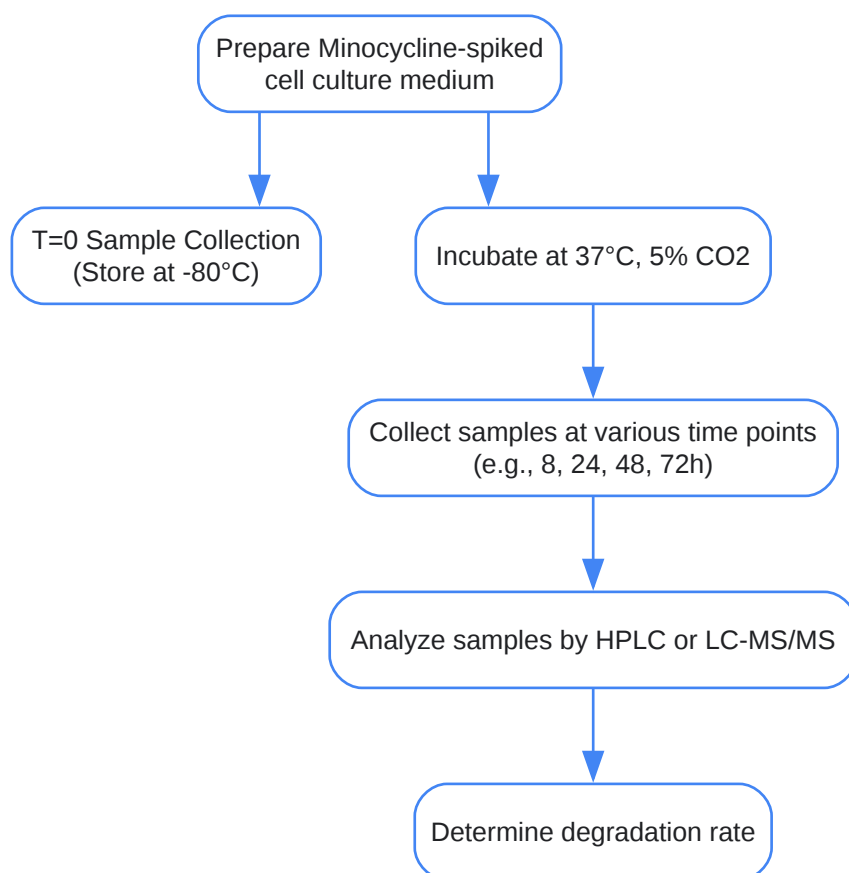 Prepare Minocycline-spiked
cell culture medium
T=0 Sample Collection
(Store at -80°C)
Incubate at 37°C, 5% CO2
Collect samples at various time points
(e.g., 8, 24, 48, 72h)
Analyze samples by HPLC or LC-MS/MS
Determine degradation rate